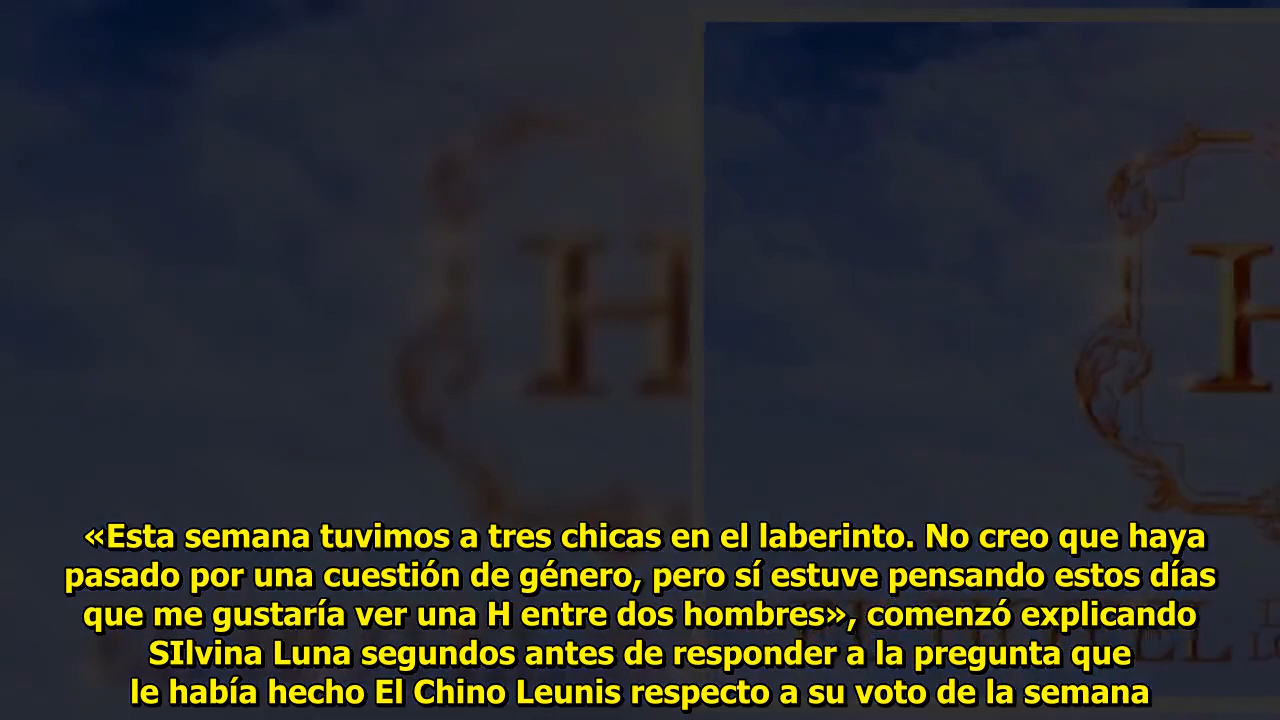 H
«Esta semana tuvimos a tres chicas en el laberinto. No creo que haya
pasado por una cuestión de género, pero sí estuve pensando estos días
que me gustaría ver una H entre dos hombres», comenzó explicando
SIlvina Luna segundos antes de responder a la pregunta que
le había hecho El Chino Leunis respecto a su voto de la semana